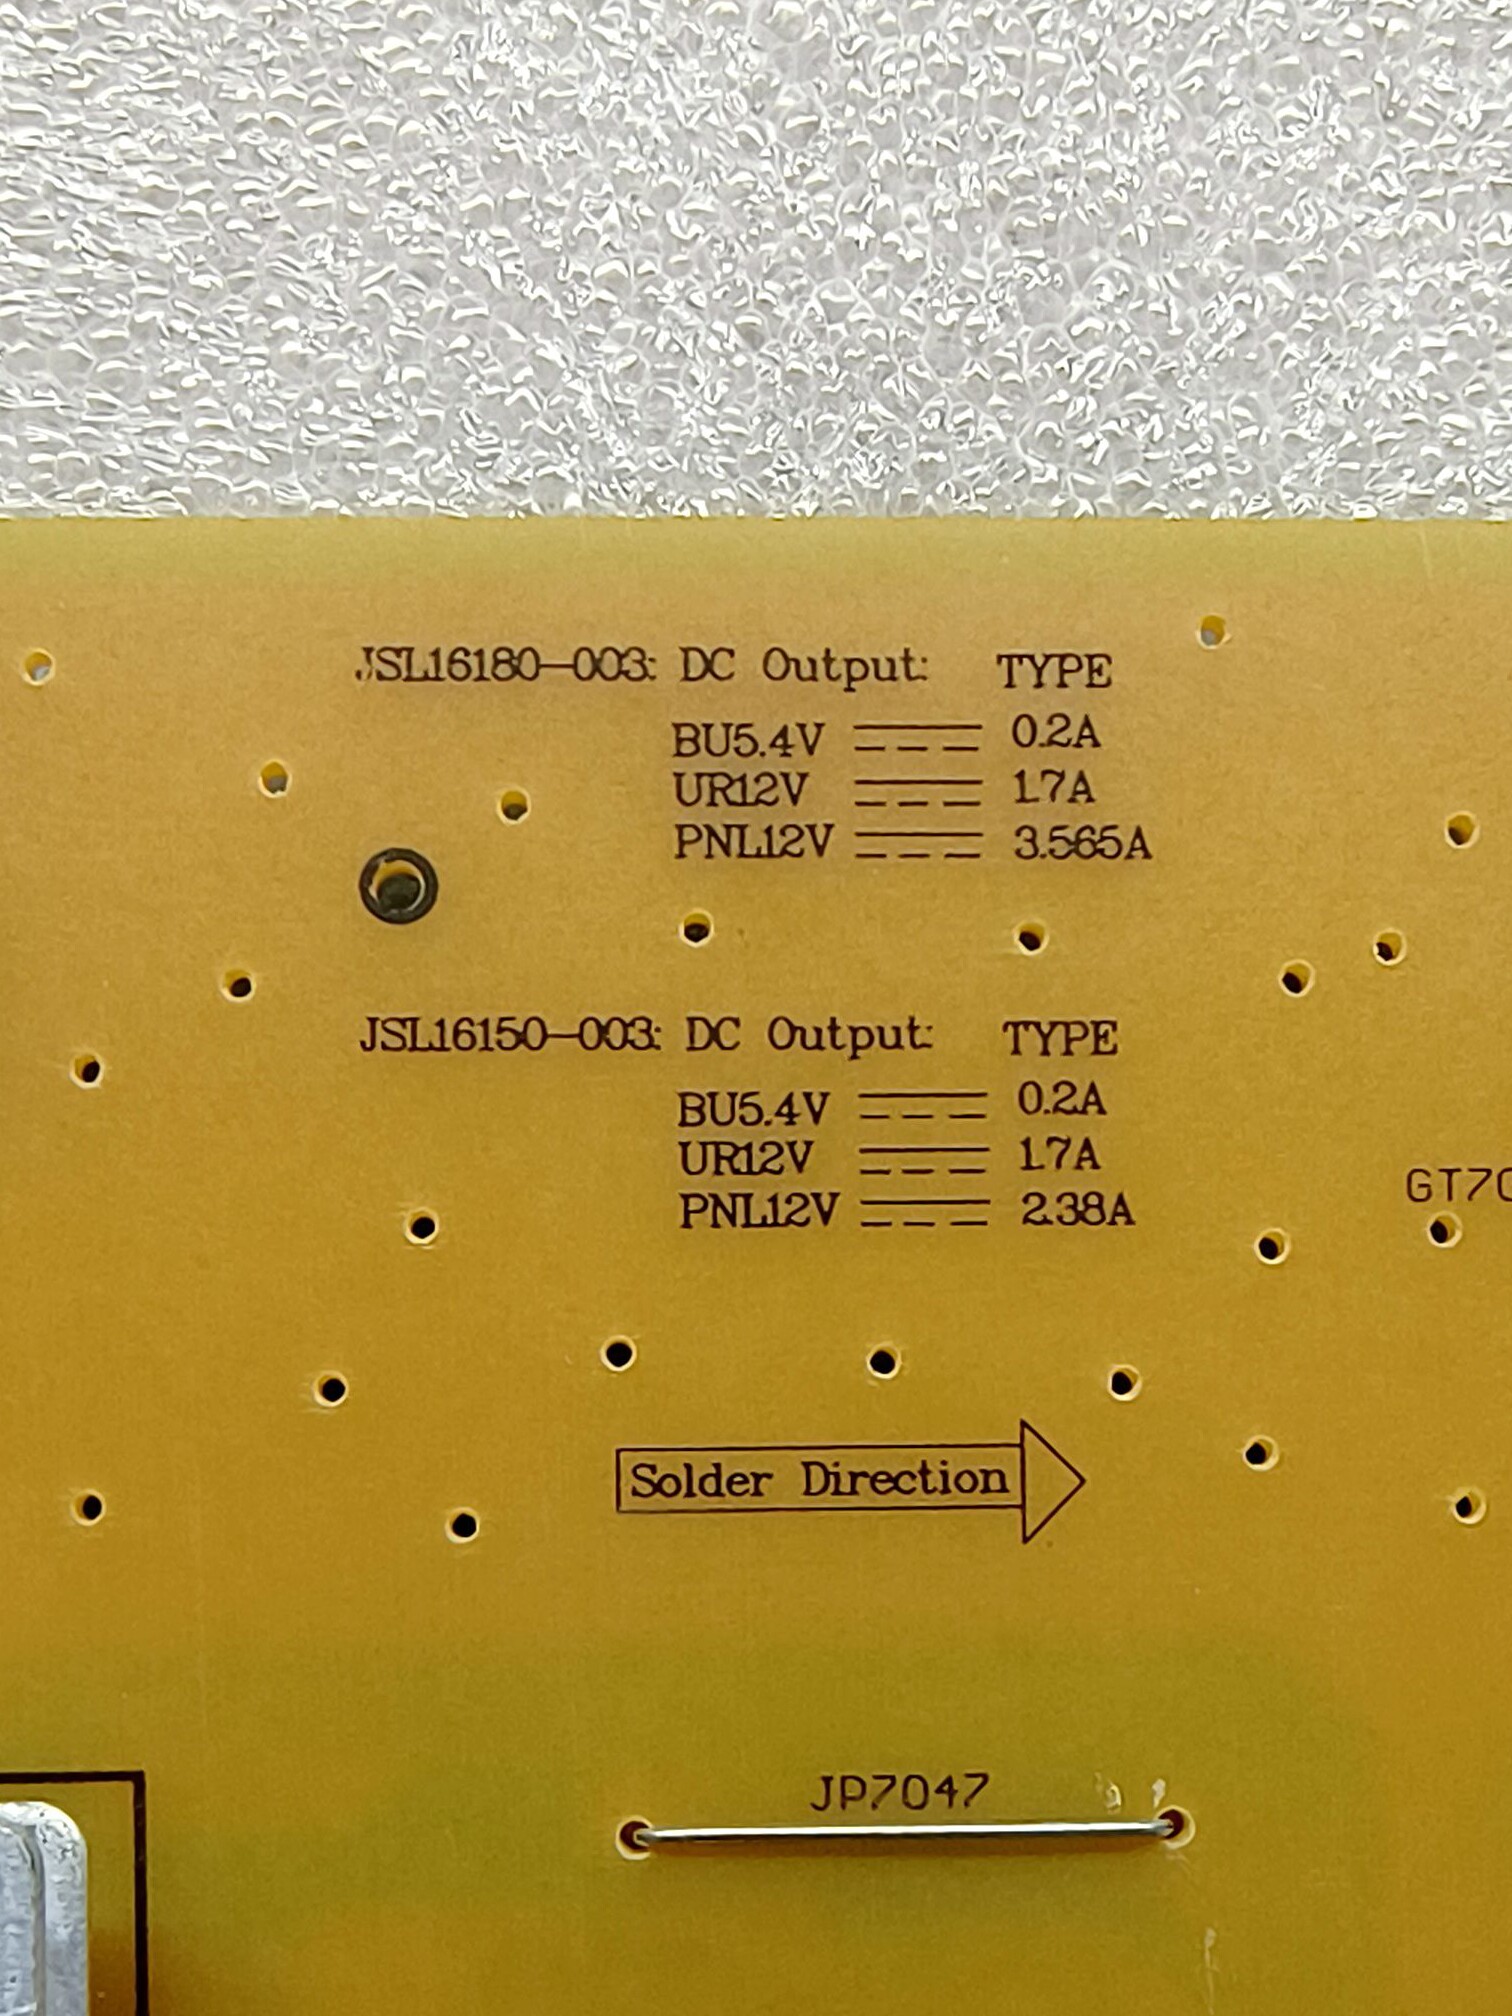 JSL16180-003: DC Output: TYPE
BU5.4V 0.2A
UR12V 1.7A
PNL12V 3.565A
JSL16150-003: DC Output: TYPE
BU5.4V 0.2A
UR12V 1.7A
PNL12V 2.38A
GT70
Solder Direction
JP7047